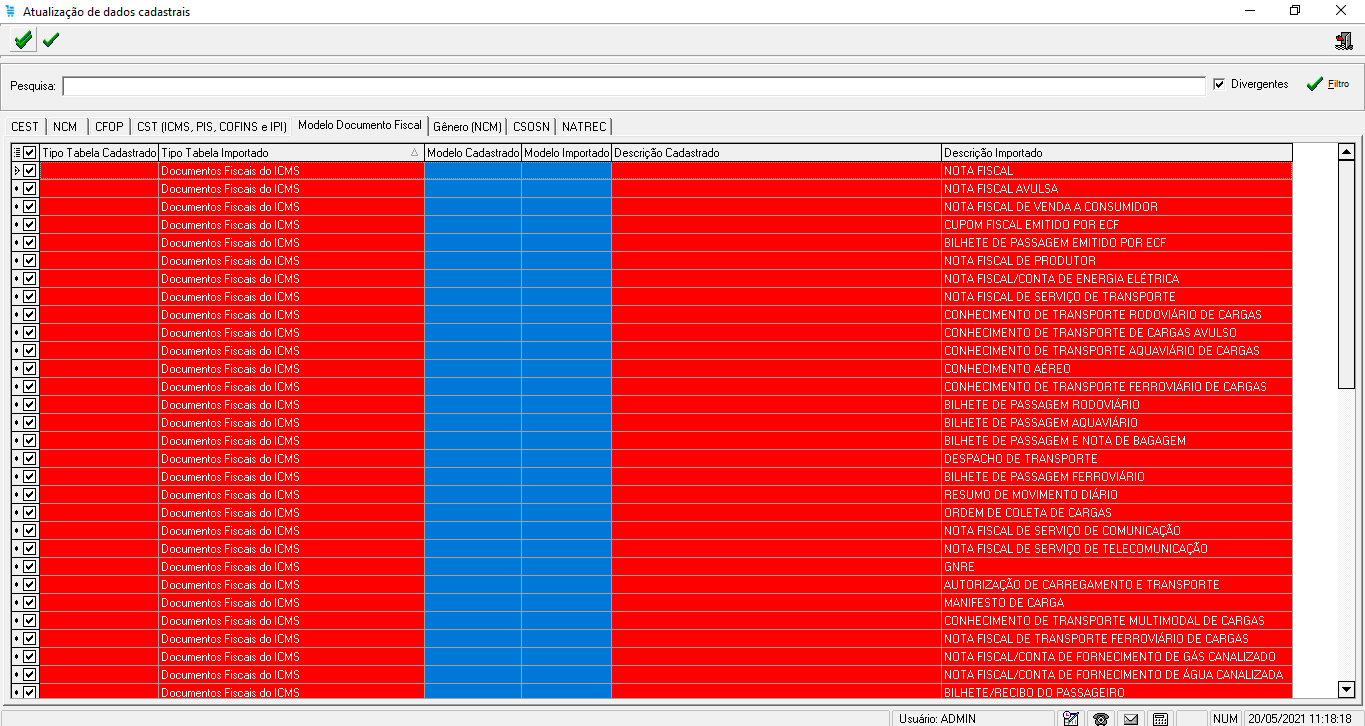 Atualização de dados cadastrais
Pesquisa:
Divergentes
Filtro
CEST NCM CFOP CST (ICMS, PIS, COFINS e IPI) Modelo Documento Fiscal Gênero (NCM) CSOSN NATREC
Tipo Tabela Cadastrado Tipo Tabela Importado Modelo Cadastrado Modelo Importado Descrição Cadastrado Descrição Importado
Documentos Fiscais do ICMS NOTA FISCAL
Documentos Fiscais do ICMS NOTA FISCAL AVULSA
Documentos Fiscais do ICMS NOTA FISCAL DE VENDA A CONSUMIDOR
Documentos Fiscais do ICMS CUPOM FISCAL EMITIDO POR ECF
Documentos Fiscais do ICMS BILHETE DE PASSAGEM EMITIDO POR ECF
Documentos Fiscais do ICMS NOTA FISCAL DE PRODUTOR
Documentos Fiscais do ICMS NOTA FISCAL/CONTA DE ENERGIA ELÉTRICA
Documentos Fiscais do ICMS NOTA FISCAL DE SERVIÇO DE TRANSPORTE
Documentos Fiscais do ICMS CONHECIMENTO DE TRANSPORTE RODOVIÁRIO DE CARGAS
Documentos Fiscais do ICMS CONHECIMENTO DE TRANSPORTE DE CARGAS AVULSO
Documentos Fiscais do ICMS CONHECIMENTO DE TRANSPORTE AQUAVIÁRIO DE CARGAS
Documentos Fiscais do ICMS CONHECIMENTO AÉREO
Documentos Fiscais do ICMS CONHECIMENTO DE TRANSPORTE FERROVIÁRIO DE CARGAS
Documentos Fiscais do ICMS BILHETE DE PASSAGEM RODOVIÁRIO
Documentos Fiscais do ICMS BILHETE DE PASSAGEM AQUAVIÁRIO
Documentos Fiscais do ICMS BILHETE DE PASSAGEM E NOTA DE BAGAGEM
Documentos Fiscais do ICMS DESPACHO DE TRANSPORTE
Documentos Fiscais do ICMS BILHETE DE PASSAGEM FERROVIÁRIO
Documentos Fiscais do ICMS RESUMO DE MOVIMENTO DIÁRIO
Documentos Fiscais do ICMS ORDEM DE COLETA DE CARGAS
Documentos Fiscais do ICMS NOTA FISCAL DE SERVIÇO DE COMUNICAÇÃO
Documentos Fiscais do ICMS NOTA FISCAL DE SERVIÇO DE TELECOMUNICAÇÃO
Documentos Fiscais do ICMS GNRE
Documentos Fiscais do ICMS AUTORIZAÇÃO DE CARREGAMENTO E TRANSPORTE
Documentos Fiscais do ICMS MANIFESTO DE CARGA
Documentos Fiscais do ICMS CONHECIMENTO DE TRANSPORTE MULTIMODAL DE CARGAS
Documentos Fiscais do ICMS NOTA FISCAL DE TRANSPORTE FERROVIÁRIO DE CARGAS
Documentos Fiscais do ICMS NOTA FISCAL/CONTA DE FORNECIMENTO DE GÁS CANALIZADO
Documentos Fiscais do ICMS NOTA FISCAL/CONTA DE FORNECIMENTO DE ÁGUA CANALIZADA
Documentos Fiscais do ICMS BILHETE/RECIBO DO PASSAGEIRO
Usuário: ADMIN NUM 20/05/2021 11:18:18